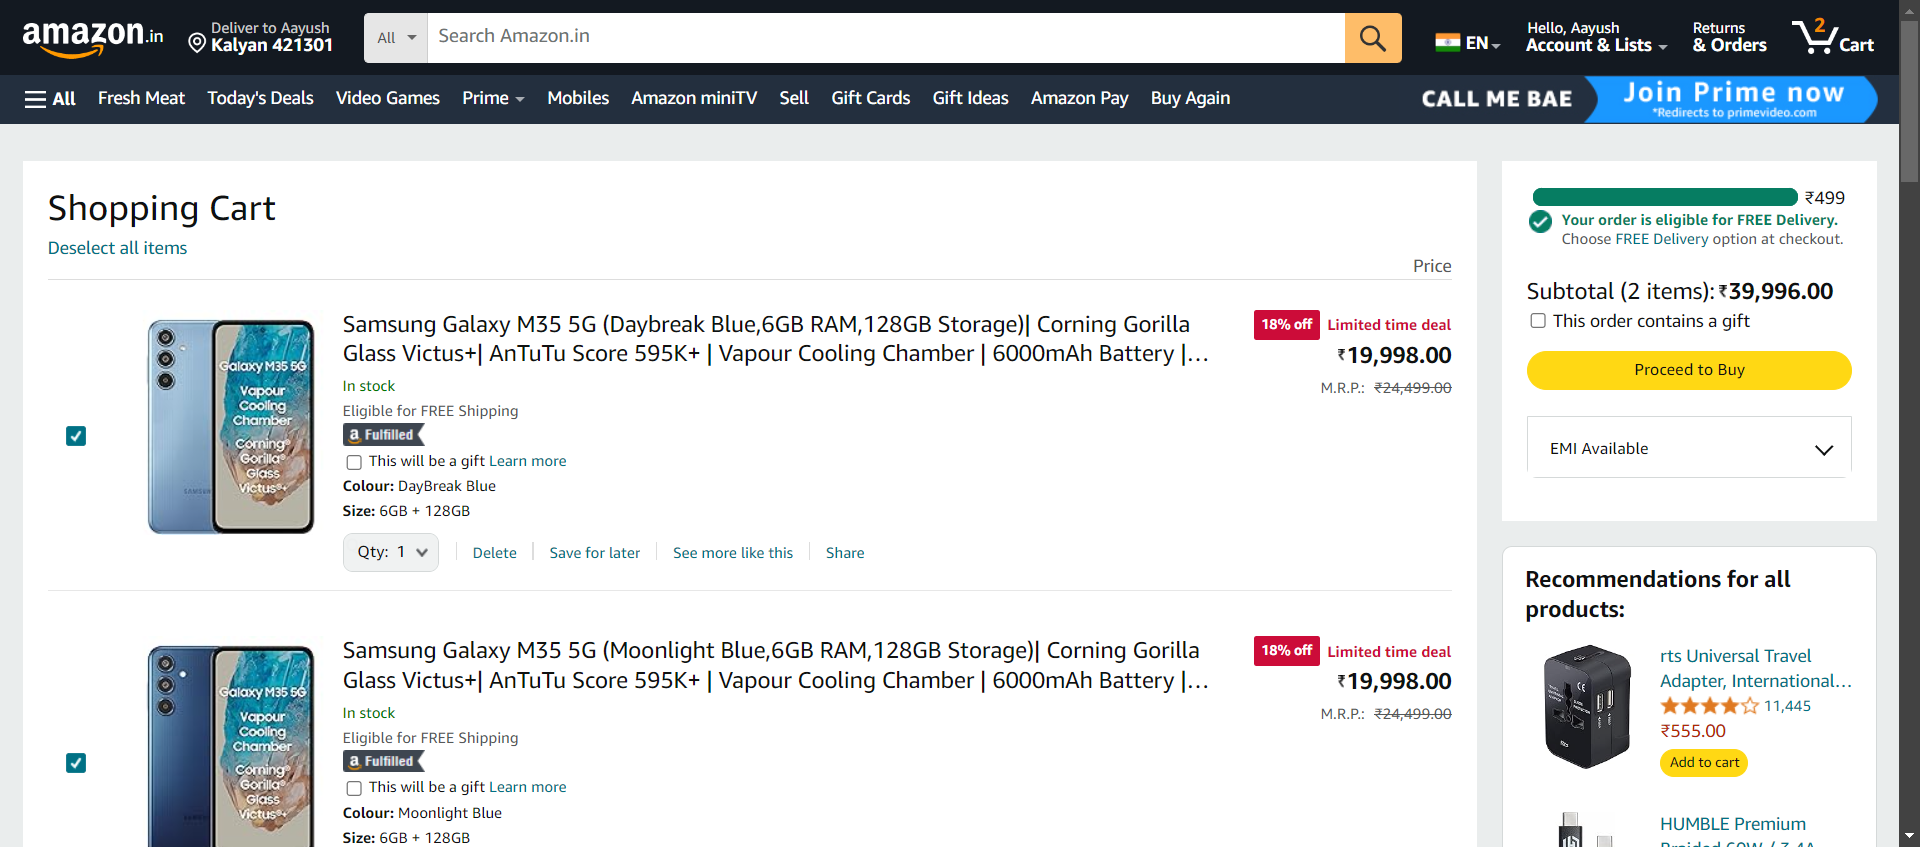 amazon.in
Deliver to Aayush
Kalyan 421301
All
Search Amazon.in
EN
Hello, Aayush
Account & Lists
Returns
& Orders
2
Cart
All
Fresh Meat
Today's Deals
Video Games
Prime
Mobiles
Amazon miniTV
Sell
Gift Cards
Gift Ideas
Amazon Pay
Buy Again
CALL ME BAE
Join Prime now
*Redirects to primevideo.com
Shopping Cart
Deselect all items
Price
Galaxy M35 5G
Vapour
Cooling
Chamber
Corning®
Gorilla®
Glass
Victus®+
SAMSUNG
Samsung Galaxy M35 5G (Daybreak Blue,6GB RAM,128GB Storage)| Corning Gorilla
Glass Victus+| AnTuTu Score 595K+ | Vapour Cooling Chamber | 6000mAh Battery |...
In stock
Eligible for FREE Shipping
a Fulfilled
This will be a gift Learn more
Colour: DayBreak Blue
Size: 6GB + 128GB
Qty: 1
Delete
Save for later
See more like this
Share
18% off Limited time deal
₹19,998.00
M.R.P.: ₹24,499.00
Galaxy M35 5G
Vapour
Cooling
Chamber
Corning®
Gorilla®
Glass
Victus®+
Samsung Galaxy M35 5G (Moonlight Blue,6GB RAM,128GB Storage)| Corning Gorilla
Glass Victus+| AnTuTu Score 595K+ | Vapour Cooling Chamber | 6000mAh Battery |...
In stock
Eligible for FREE Shipping
a Fulfilled
This will be a gift Learn more
Colour: Moonlight Blue
Size: 6GB + 128GB
18% off Limited time deal
₹19,998.00
M.R.P.: ₹24,499.00
₹499
Your order is eligible for FREE Delivery.
Choose FREE Delivery option at checkout.
Subtotal (2 items): ₹39,996.00
This order contains a gift
Proceed to Buy
EMI Available
Recommendations for all
products:
rts Universal Travel
Adapter, International...
11,445
₹555.00
Add to cart
HUMBLE Premium
Braided 60W / 3.4A